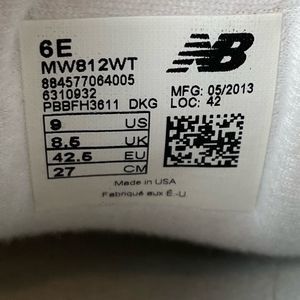 6E
MW812WT
884577064005
6310932
PBBFH3611 DKG
NB
MFG: 05/2013
LOC: 42
9 US
8.5 UK
42.5 EU
27 CM
Made in USA
Fabriqué aux É.-U.